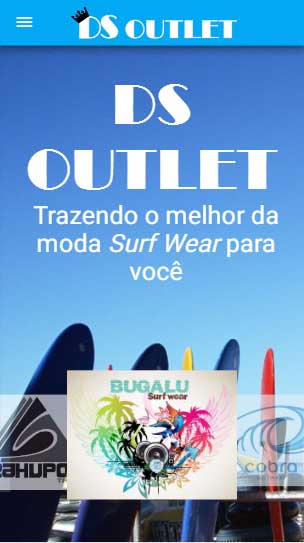 DS OUTLET
DS
OUTLET
Trazendo o melhor da
moda Surf Wear para
você
BUGALU
Surf wear
cobra